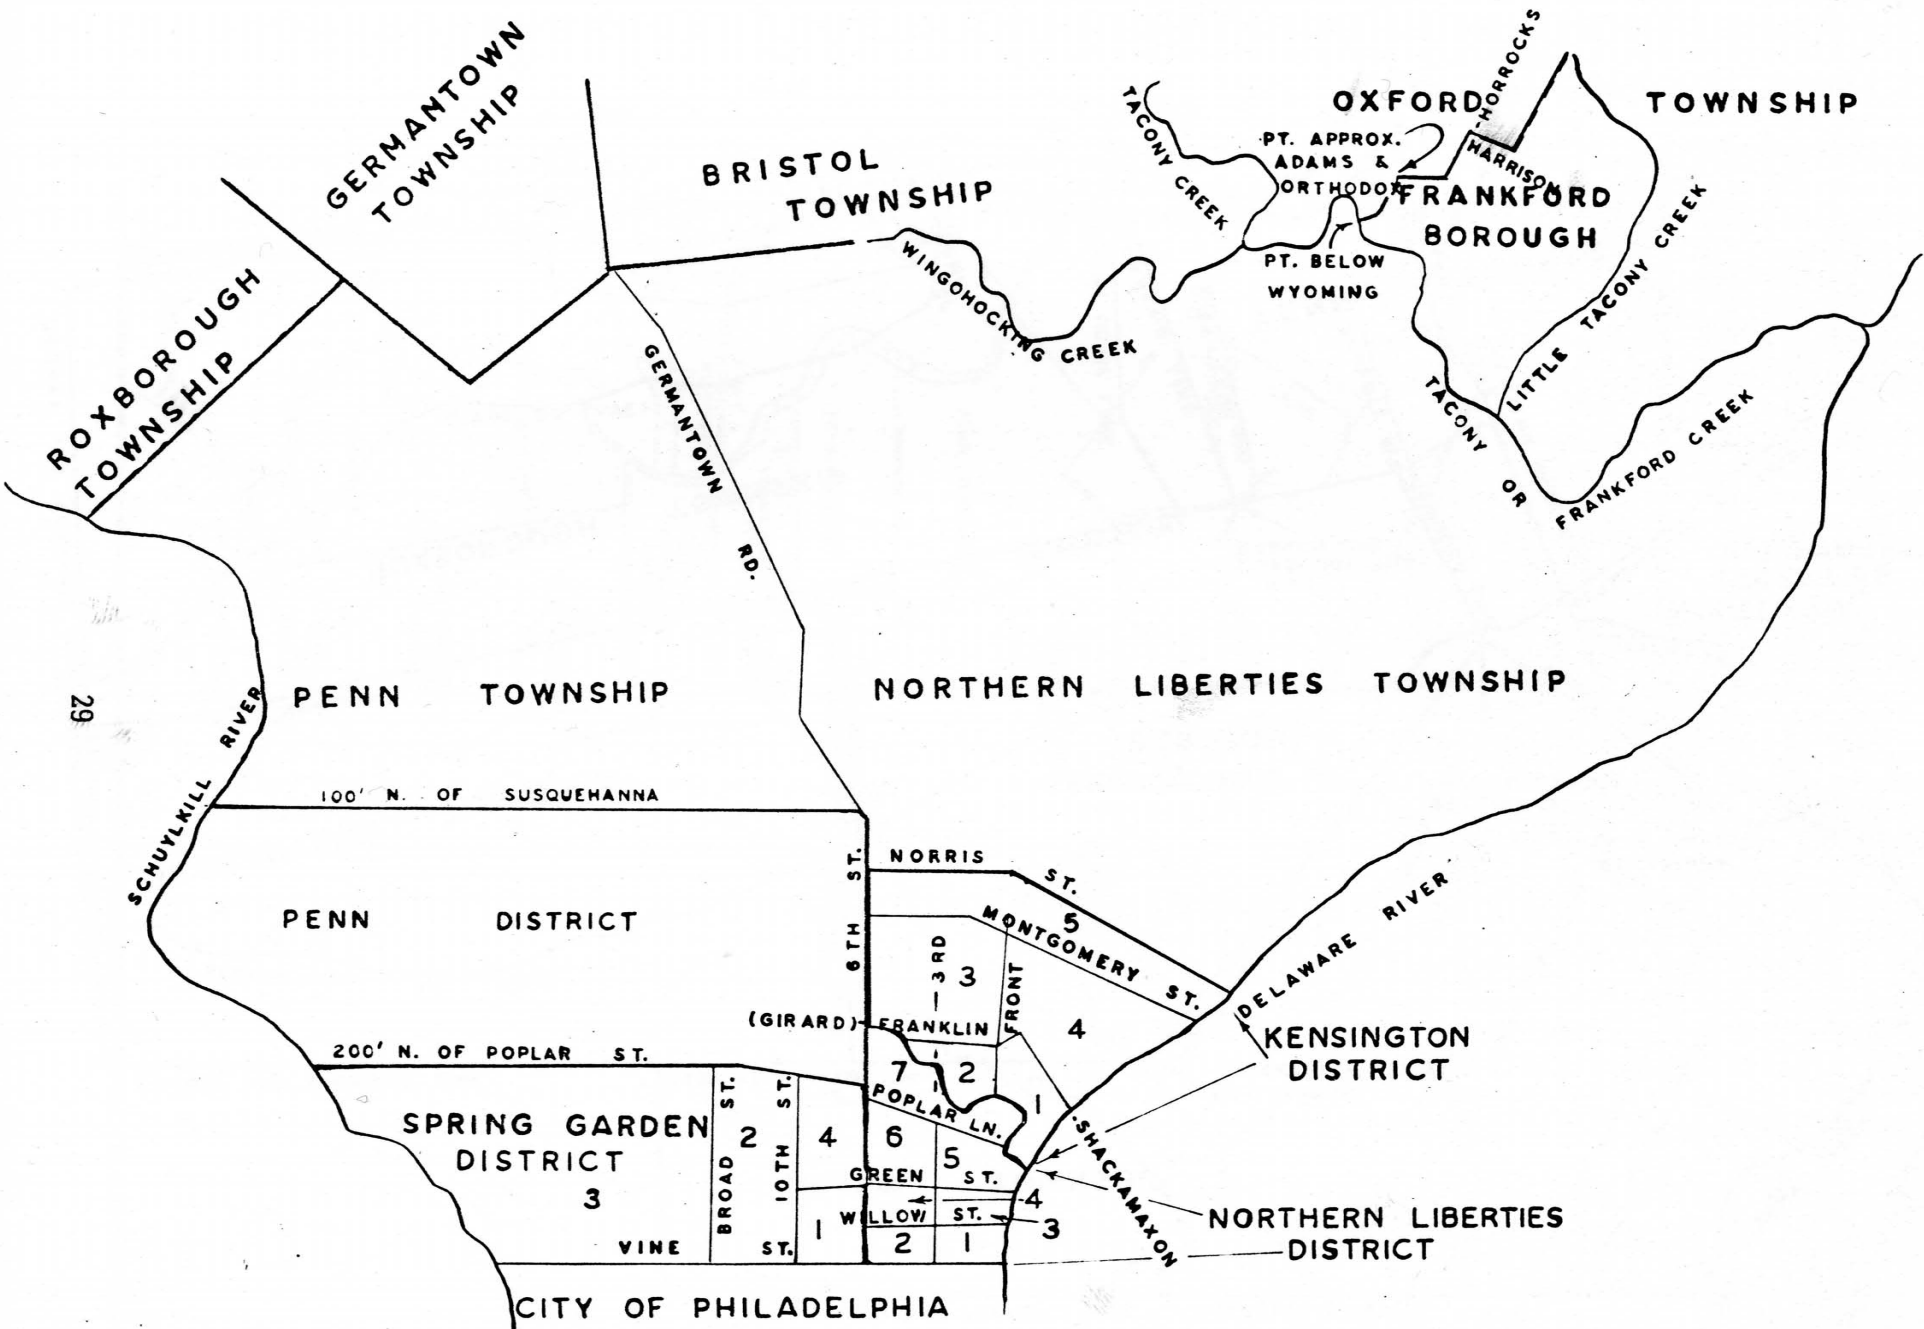 GERMANTOWN
TOWNSHIP
BRISTOL
TOWNSHIP
TACONY CREEK
OXFORD
TOWNSHIP
HORROCKS
HARRISON
PT. APPROX.
ADAMS &
ORTHODOX
FRANKFORD
BOROUGH
PT. BELOW
WYOMING
WINGOHOCKING CREEK
LITTLE TACONY CREEK
TACONY OR FRANKFORD CREEK
ROXBOROUGH
TOWNSHIP
GERMANTOWN RD.
29
SCHUYLKILL RIVER
PENN TOWNSHIP
NORTHERN LIBERTIES TOWNSHIP
100' N. OF SUSQUEHANNA
PENN DISTRICT
6TH ST.
NORRIS ST.
5
MONTGOMERY ST.
3RD
3
FRONT
4
DELAWARE RIVER
(GIRARD)
FRANKLIN
KENSINGTON
DISTRICT
200' N. OF POPLAR ST.
7
2
1
POPLAR LN.
SHACKAMAXON
SPRING GARDEN
DISTRICT
3
BROAD ST.
2
10TH ST.
4
6
5
GREEN ST.
4
WILLOW ST.
3
1
2
1
NORTHERN LIBERTIES
DISTRICT
VINE ST.
CITY OF PHILADELPHIA